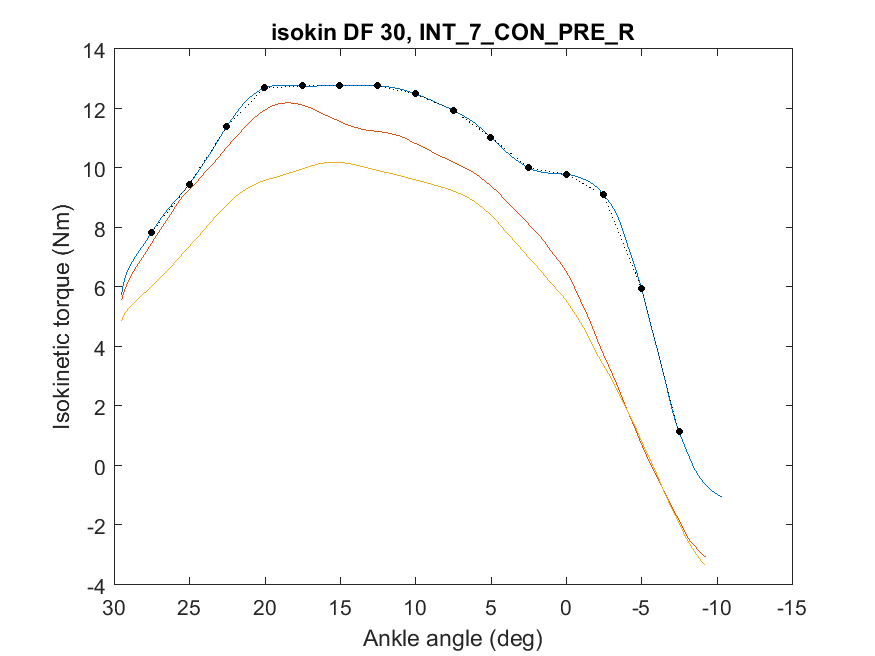 isokin DF 30, INT_7_CON_PRE_R
Isokinetic torque (Nm)
14
12
10
8
6
4
2
0
-2
-4
30 25 20 15 10 5 0 -5 -10 -15
Ankle angle (deg)